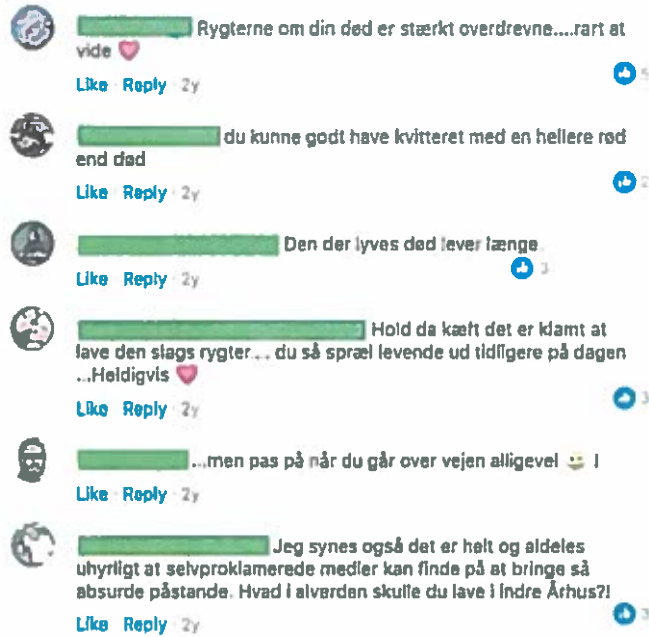 Rygterne om din død er stærkt overdrevne....rart at
vide
Like · Reply · 2y
5
du kunne godt have kvitteret med en hellere rød
end død
Like · Reply · 2y
2
Den der lyves død lever længe
Like · Reply · 2y
3
Hold da kæft det er klamt at
lave den slags rygter... du så spræl levende ud tidligere på dagen
...Heldigvis
Like · Reply · 2y
3
...men pas på når du går over vejen alligevel !
Like · Reply · 2y
Jeg synes også det er helt og aldeles
uhyrligt at selvproklamerede medier kan finde på at bringe så
absurde påstande. Hvad i alverden skulle du lave i indre Århus?!
Like · Reply · 2y
3